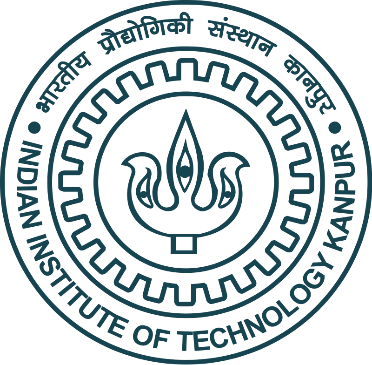 भारतीय प्रौद्योगिकी संस्थान कानपुर
INDIAN INSTITUTE OF TECHNOLOGY KANPUR